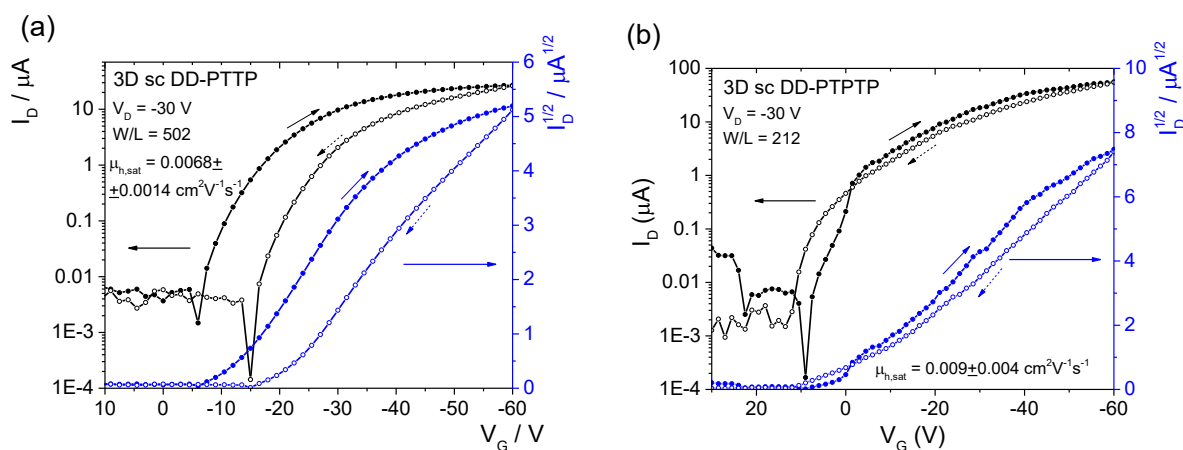 (a)
3D sc DD-PTTP
V_D = -30 V
W/L = 502
μ_h,sat = 0.0068±
±0.0014 cm²V⁻¹s⁻¹
I_D / μA
10
1
0.1
0.01
1E-3
1E-4
10 0 -10 -20 -30 -40 -50 -60
V_G / V
6
5
4
3
2
1
0
I_D^1/2 / μA^1/2
(b)
3D sc DD-PTPTP
V_D = -30 V
W/L = 212
μ_h,sat = 0.009±0.004 cm²V⁻¹s⁻¹
I_D (μA)
100
10
1
0.1
0.01
1E-3
1E-4
20 0 -20 -40 -60
V_G (V)
10
8
6
4
2
0
I_D^1/2 / μA^1/2